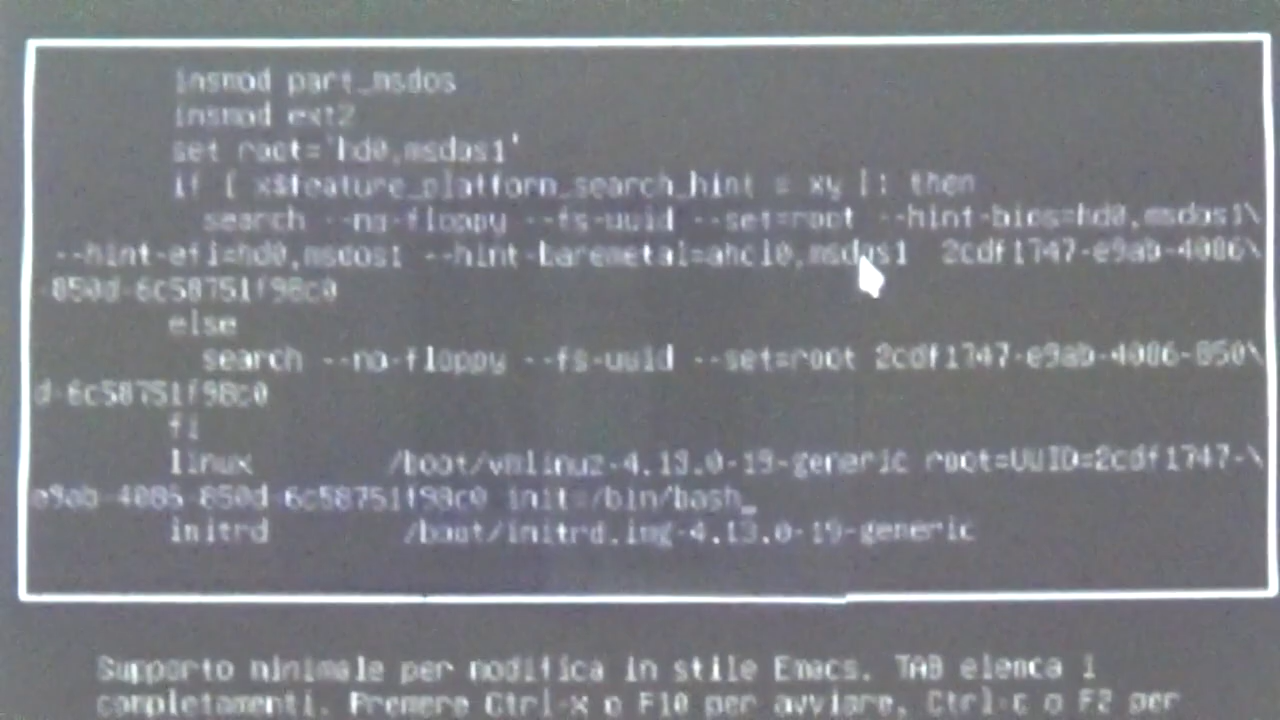 insmod part_msdos
insmod ext2
set root='hd0,msdos1'
if [ x$feature_platform_search_hint = xy ]; then
search --no-floppy --fs-uuid --set=root --hint-bios=hd0,msdos1\
--hint-efi=hd0,msdos1 --hint-baremetal=ahci0,msdos1 2cdf1747-e9ab-4086\
-850d-6c58751f98c0
else
search --no-floppy --fs-uuid --set=root 2cdf1747-e9ab-4086-850\
d-6c58751f98c0
fi
linux /boot/vmlinuz-4.13.0-19-generic root=UUID=2cdf1747-\
e9ab-4086-850d-6c58751f98c0 init=/bin/bash_
initrd /boot/initrd.img-4.13.0-19-generic
Supporto minimale per modifica in stile Emacs. TAB elenca i
completamenti. Premere Ctrl-x o F10 per avviare, Ctrl-c o F2 per